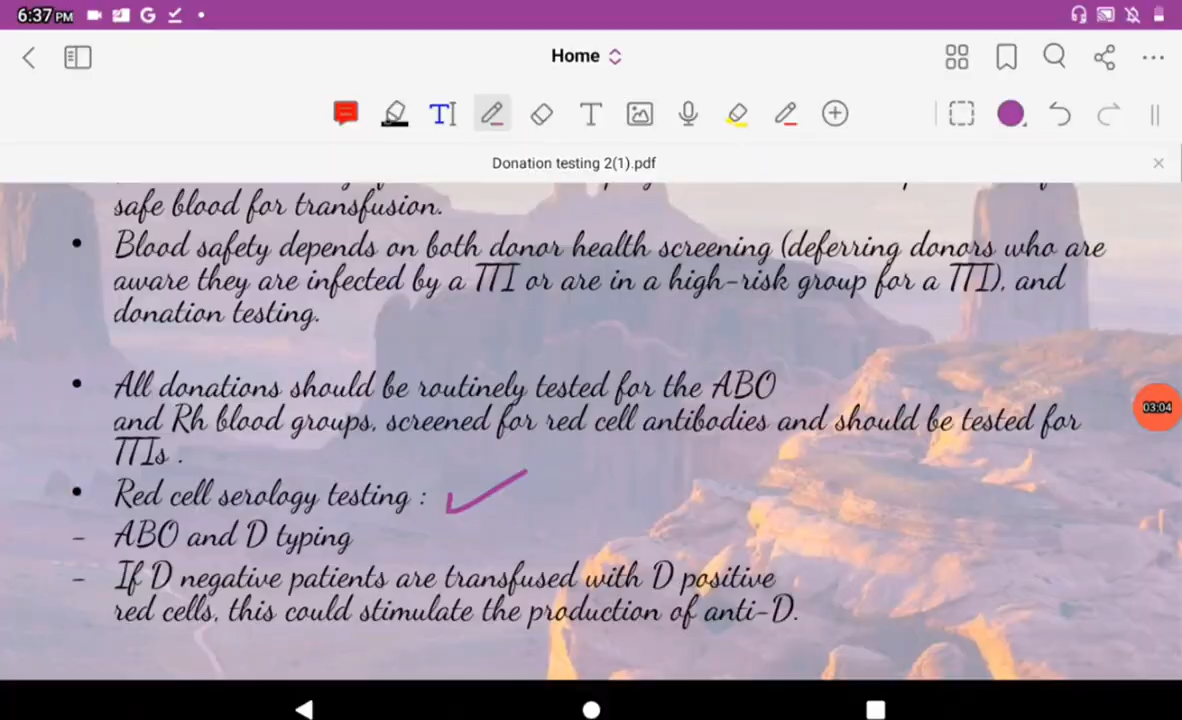 6:37 PM
Home
Donation testing 2(1).pdf
safe blood for transfusion.
• Blood safety depends on both donor health screening (deferring donors who are
aware they are infected by a TTI or are in a high-risk group for a TTI), and
donation testing.
• All donations should be routinely tested for the ABO
and Rh blood groups, screened for red cell antibodies and should be tested for
TTIs .
03:04
• Red cell serology testing :
- ABO and D typing
- If D negative patients are transfused with D positive
red cells, this could stimulate the production of anti-D.